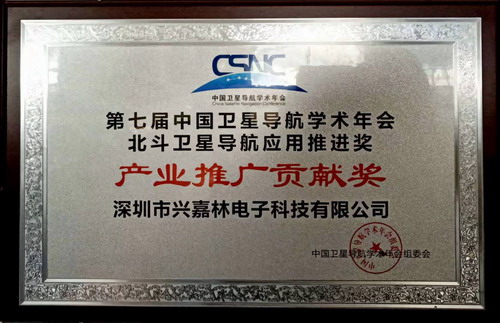 CSNC
中国卫星导航学术年会
China Satellite Navigation Conference
第七届中国卫星导航学术年会
北斗卫星导航应用推进奖
产业推广贡献奖
深圳市兴嘉林电子科技有限公司
中国卫星导航学术年会组委会